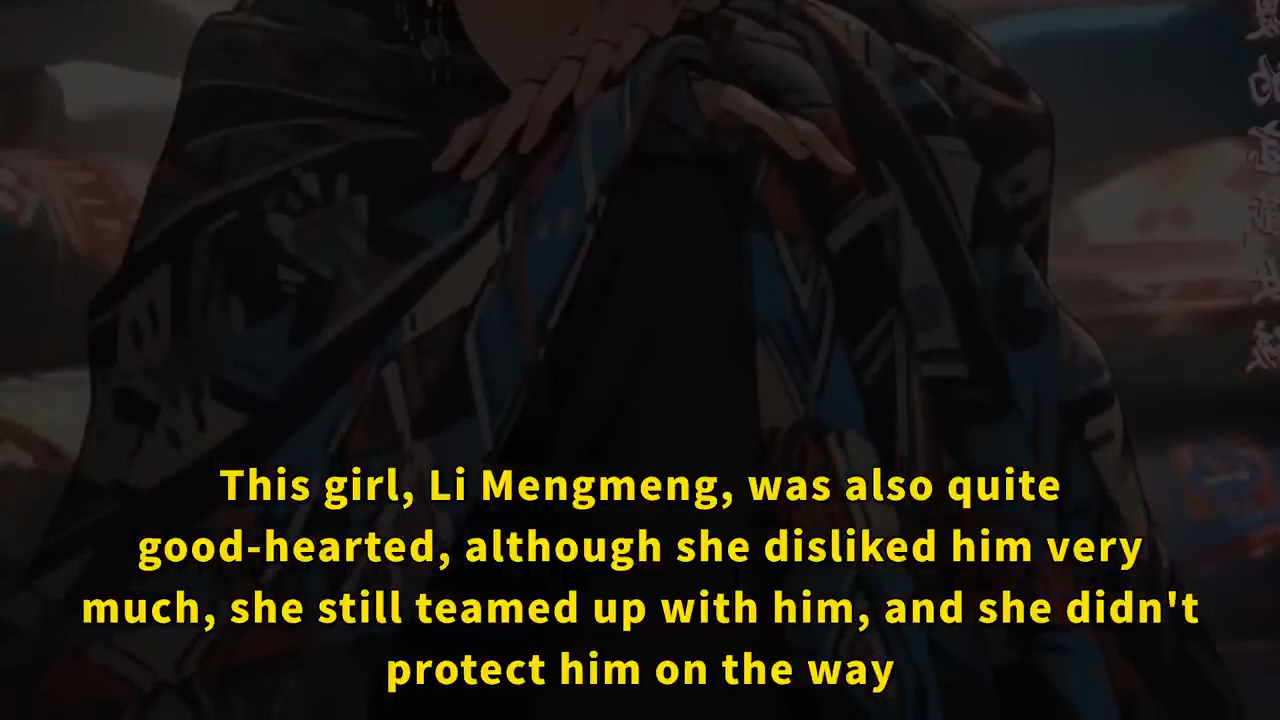 This girl, Li Mengmeng, was also quite
good-hearted, although she disliked him very
much, she still teamed up with him, and she didn't
protect him on the way